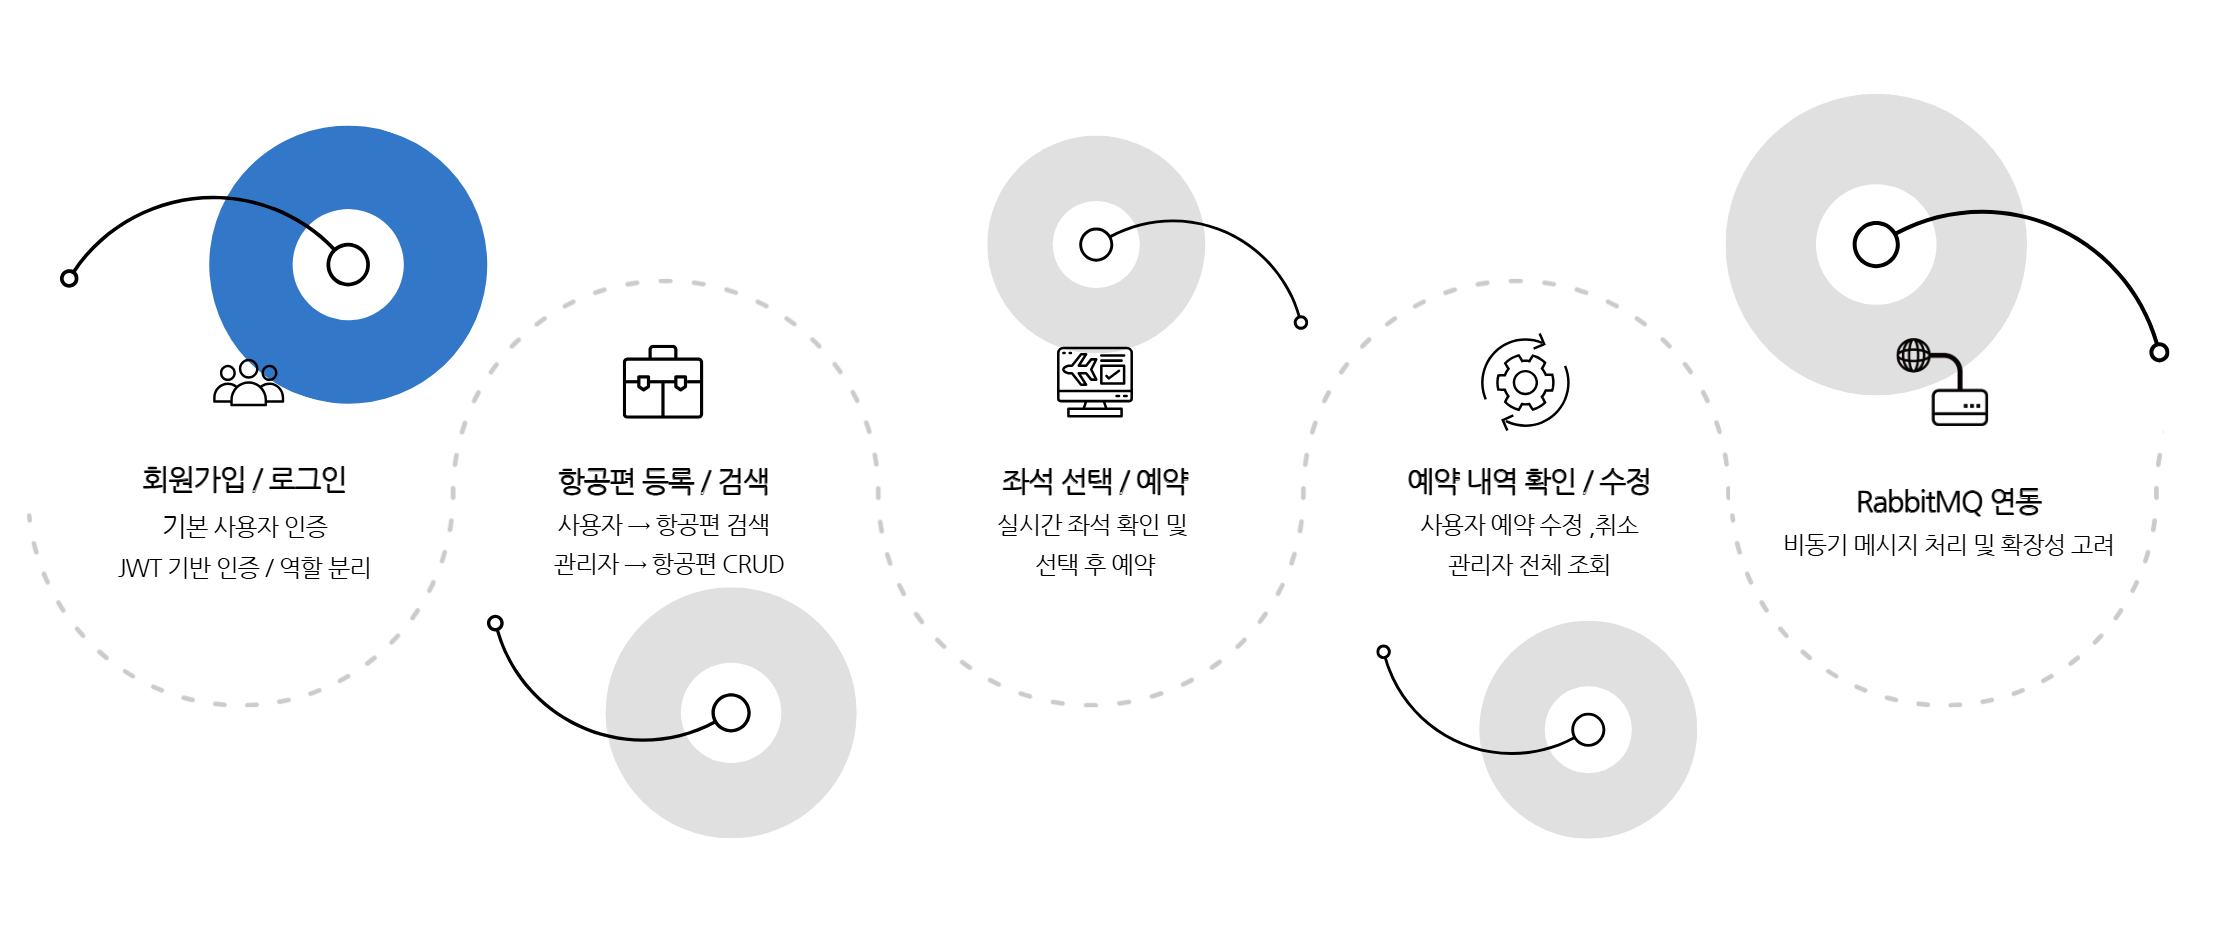 회원가입 / 로그인
기본 사용자 인증
JWT 기반 인증 / 역할 분리
항공편 등록 / 검색
사용자 → 항공편 검색
관리자 → 항공편 CRUD
좌석 선택 / 예약
실시간 좌석 확인 및
선택 후 예약
예약 내역 확인 / 수정
사용자 예약 수정 ,취소
관리자 전체 조회
RabbitMQ 연동
비동기 메시지 처리 및 확장성 고려